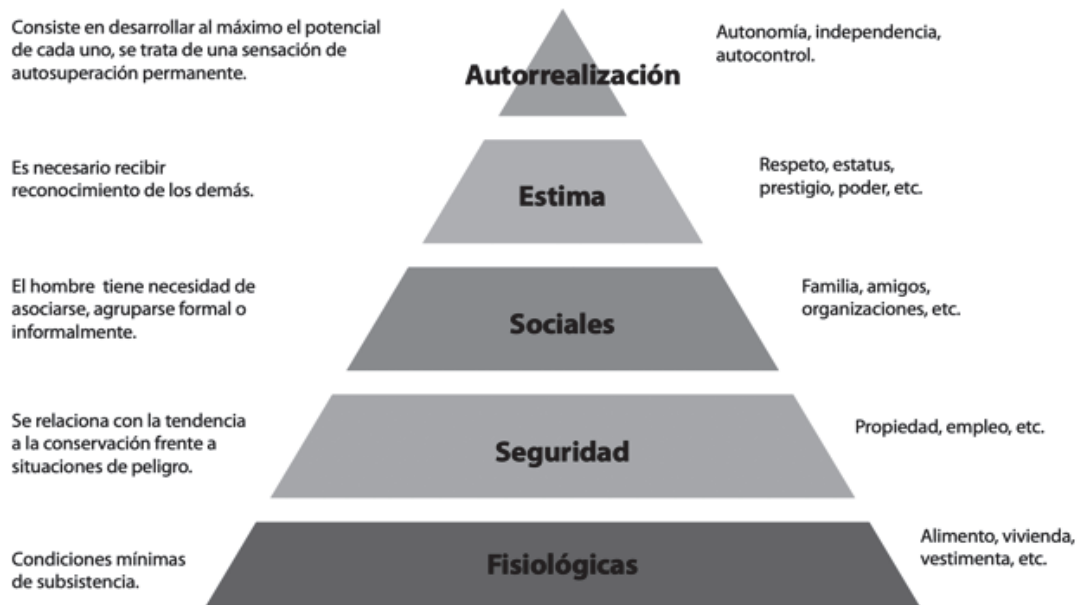 Consiste en desarrollar al máximo el potencial
de cada uno, se trata de una sensación de
autosuperación permanente.
Autorrealización
Autonomía, independencia,
autocontrol.
Es necesario recibir
reconocimiento de los demás.
Estima
Respeto, estatus,
prestigio, poder, etc.
El hombre tiene necesidad de
asociarse, agruparse formal o
informalmente.
Sociales
Familia, amigos,
organizaciones, etc.
Se relaciona con la tendencia
a la conservación frente a
situaciones de peligro.
Seguridad
Propiedad, empleo, etc.
Condiciones mínimas
de subsistencia.
Fisiológicas
Alimento, vivienda,
vestimenta, etc.